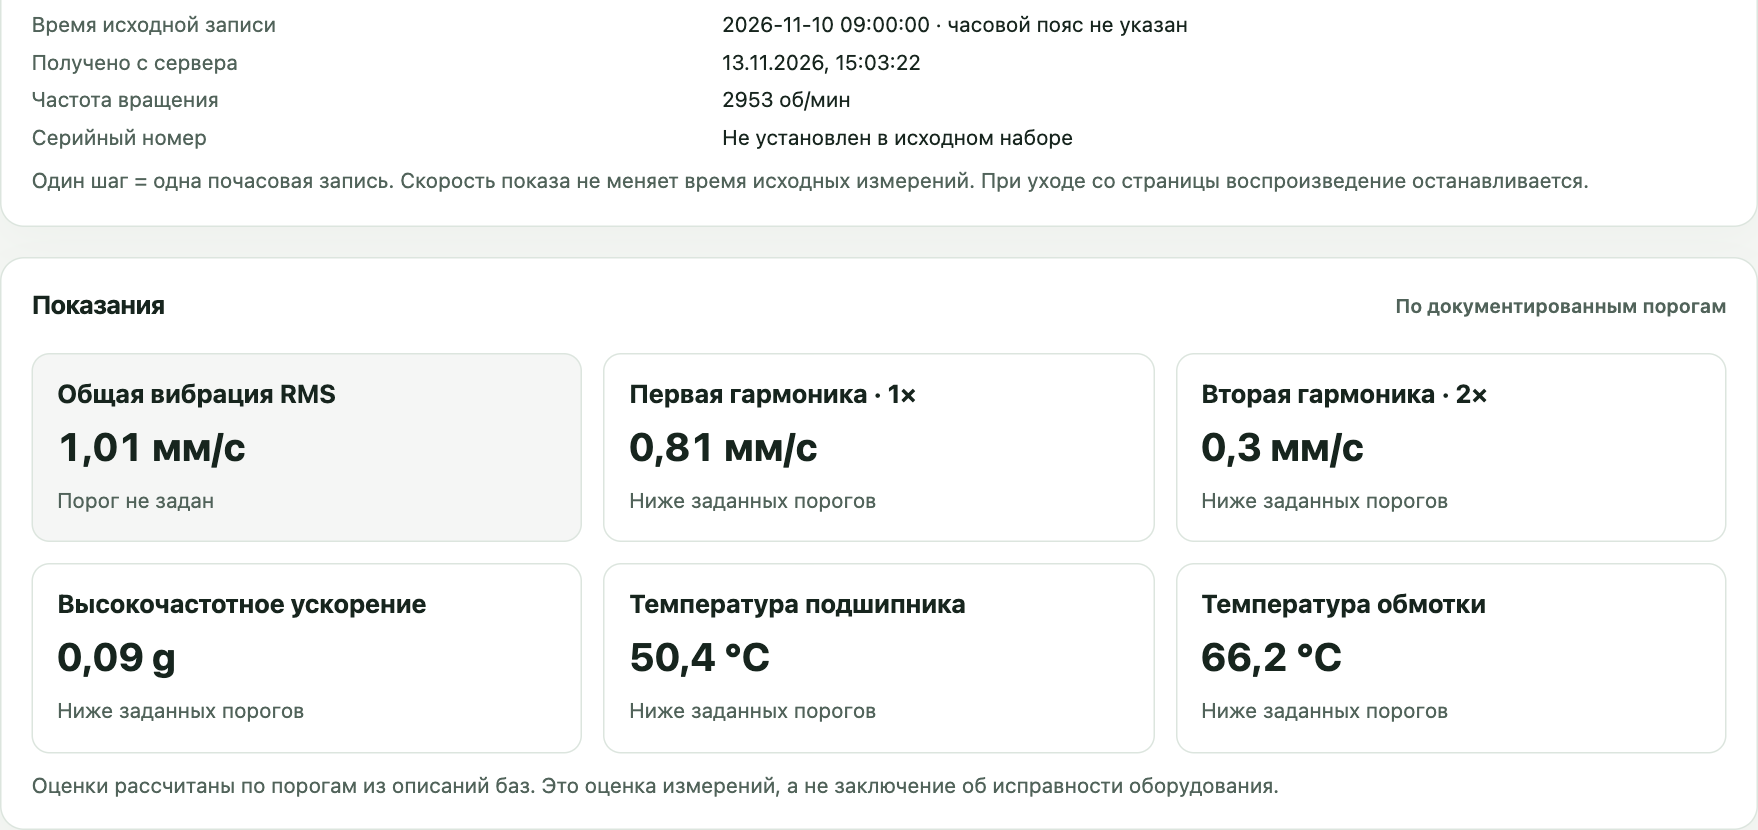 Время исходной записи 2026-11-10 09:00:00 · часовой пояс не указан
Получено с сервера 13.11.2026, 15:03:22
Частота вращения 2953 об/мин
Серийный номер Не установлен в исходном наборе
Один шаг = одна почасовая запись. Скорость показа не меняет время исходных измерений. При уходе со страницы воспроизведение останавливается.
Показания По документированным порогам
Общая вибрация RMS
1,01 мм/с
Порог не задан
Первая гармоника · 1×
0,81 мм/с
Ниже заданных порогов
Вторая гармоника · 2×
0,3 мм/с
Ниже заданных порогов
Высокочастотное ускорение
0,09 g
Ниже заданных порогов
Температура подшипника
50,4 °C
Ниже заданных порогов
Температура обмотки
66,2 °C
Ниже заданных порогов
Оценки рассчитаны по порогам из описаний баз. Это оценка измерений, а не заключение об исправности оборудования.